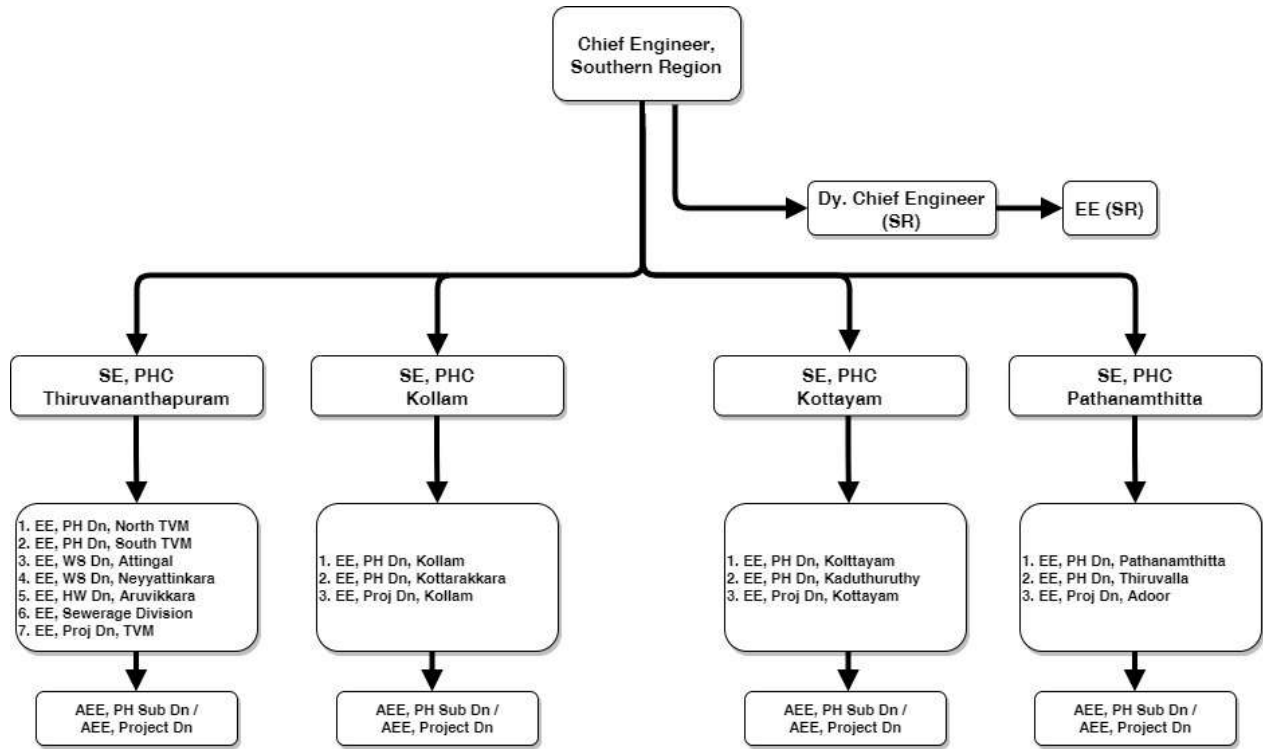 Chief Engineer,
Southern Region
Dy. Chief Engineer
(SR)
EE (SR)
SE, PHC
Thiruvananthapuram
SE, PHC
Kollam
SE, PHC
Kottayam
SE, PHC
Pathanamthitta
1. EE, PH Dn, North TVM
2. EE, PH Dn, South TVM
3. EE, WS Dn, Attingal
4. EE, WS Dn, Neyyattinkara
5. EE, HW Dn, Aruvikkara
6. EE, Sewerage Division
7. EE, Proj Dn, TVM
1. EE, PH Dn, Kollam
2. EE, PH Dn, Kottarakkara
3. EE, Proj Dn, Kollam
1. EE, PH Dn, Kolttayam
2. EE, PH Dn, Kaduthuruthy
3. EE, Proj Dn, Kottayam
1. EE, PH Dn, Pathanamthitta
2. EE, PH Dn, Thiruvalla
3. EE, Proj Dn, Adoor
AEE, PH Sub Dn /
AEE, Project Dn
AEE, PH Sub Dn /
AEE, Project Dn
AEE, PH Sub Dn /
AEE, Project Dn
AEE, PH Sub Dn /
AEE, Project Dn